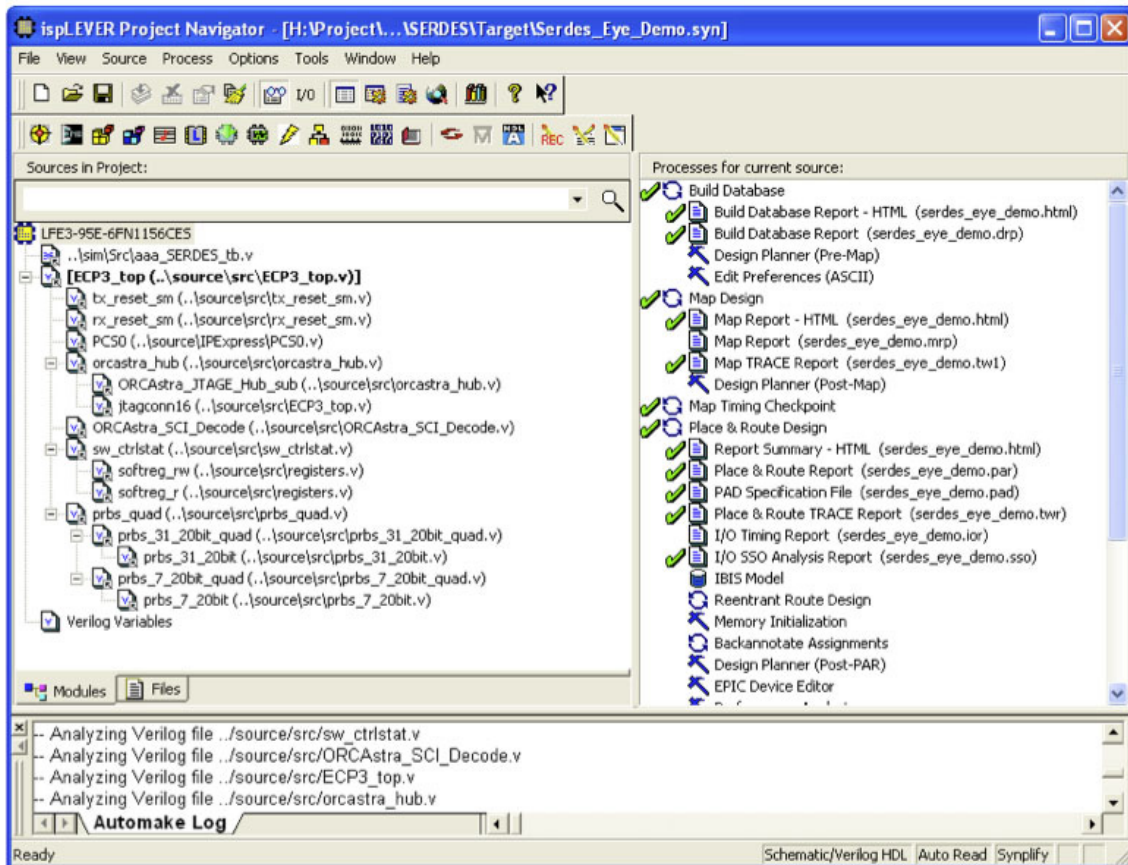 ispLEVER Project Navigator - [H:\Project\...\SERDES\Target\Serdes_Eye_Demo.syn]
File View Source Process Options Tools Window Help
I/O
REC
Sources in Project:
LFE3-95E-6FN1156CES
..\sim\Src\aaa_SERDES_tb.v
[ECP3_top (..\source\src\ECP3_top.v)]
tx_reset_sm (..\source\src\tx_reset_sm.v)
rx_reset_sm (..\source\src\rx_reset_sm.v)
PCS0 (..\source\IPExpress\PCS0.v)
orcastra_hub (..\source\src\orcastra_hub.v)
ORCAstra_JTAGE_Hub_sub (..\source\src\orcastra_hub.v)
jtagconn16 (..\source\src\ECP3_top.v)
ORCAstra_SCI_Decode (..\source\src\ORCAstra_SCI_Decode.v)
sw_ctrlstat (..\source\src\sw_ctrlstat.v)
softreg_rw (..\source\src\registers.v)
softreg_r (..\source\src\registers.v)
prbs_quad (..\source\src\prbs_quad.v)
prbs_31_20bit_quad (..\source\src\prbs_31_20bit_quad.v)
prbs_31_20bit (..\source\src\prbs_31_20bit.v)
prbs_7_20bit_quad (..\source\src\prbs_7_20bit_quad.v)
prbs_7_20bit (..\source\src\prbs_7_20bit.v)
Verilog Variables
Modules Files
Processes for current source:
Build Database
Build Database Report - HTML (serdes_eye_demo.html)
Build Database Report (serdes_eye_demo.drp)
Design Planner (Pre-Map)
Edit Preferences (ASCII)
Map Design
Map Report - HTML (serdes_eye_demo.html)
Map Report (serdes_eye_demo.mrp)
Map TRACE Report (serdes_eye_demo.tw1)
Design Planner (Post-Map)
Map Timing Checkpoint
Place & Route Design
Report Summary - HTML (serdes_eye_demo.html)
Place & Route Report (serdes_eye_demo.par)
PAD Specification File (serdes_eye_demo.pad)
Place & Route TRACE Report (serdes_eye_demo.twr)
I/O Timing Report (serdes_eye_demo.ior)
I/O SSO Analysis Report (serdes_eye_demo.sso)
IBIS Model
Reentrant Route Design
Memory Initialization
Backannotate Assignments
Design Planner (Post-PAR)
EPIC Device Editor
-- Analyzing Verilog file ../source/src/sw_ctrlstat.v
-- Analyzing Verilog file ../source/src/ORCAstra_SCI_Decode.v
-- Analyzing Verilog file ../source/src/ECP3_top.v
-- Analyzing Verilog file ../source/src/orcastra_hub.v
Automake Log
Ready Schematic/Verilog HDL Auto Read Synplify